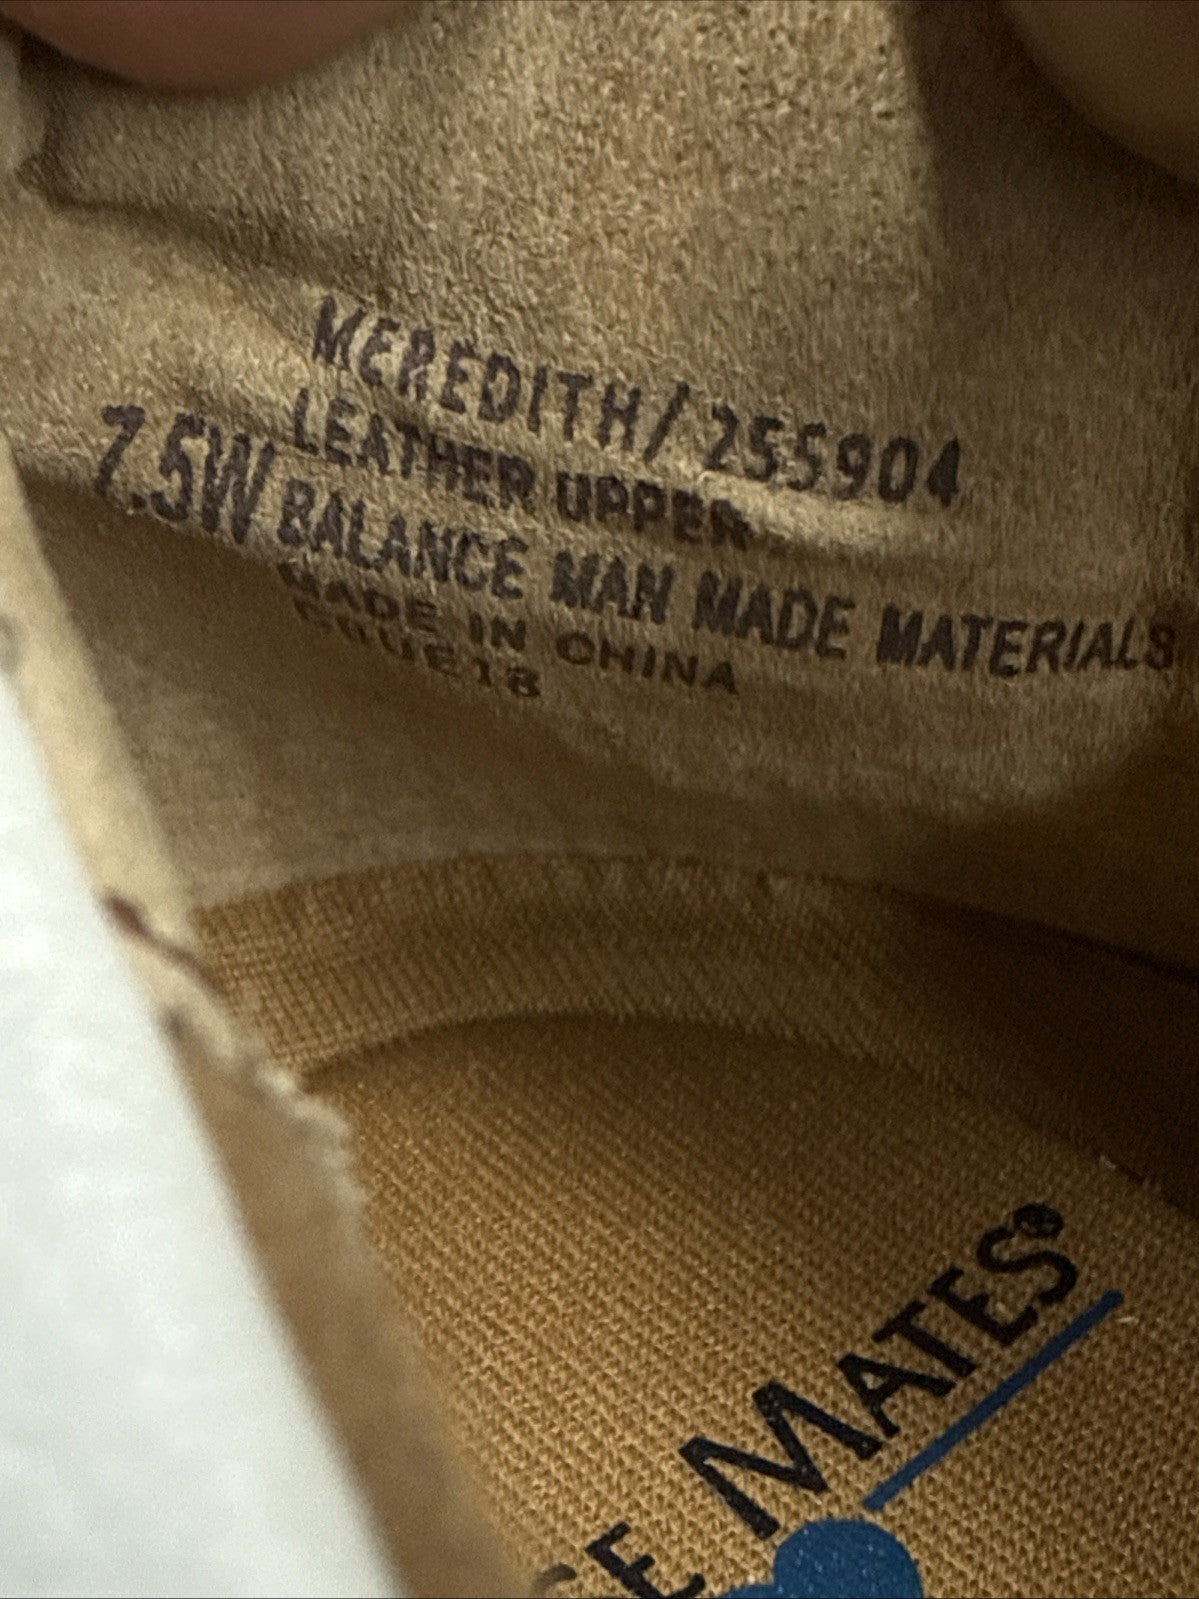 MEREDITH/ 255904
LEATHER UPPER
7.5W BALANCE MAN MADE MATERIALS
MADE IN CHINA
MATES®